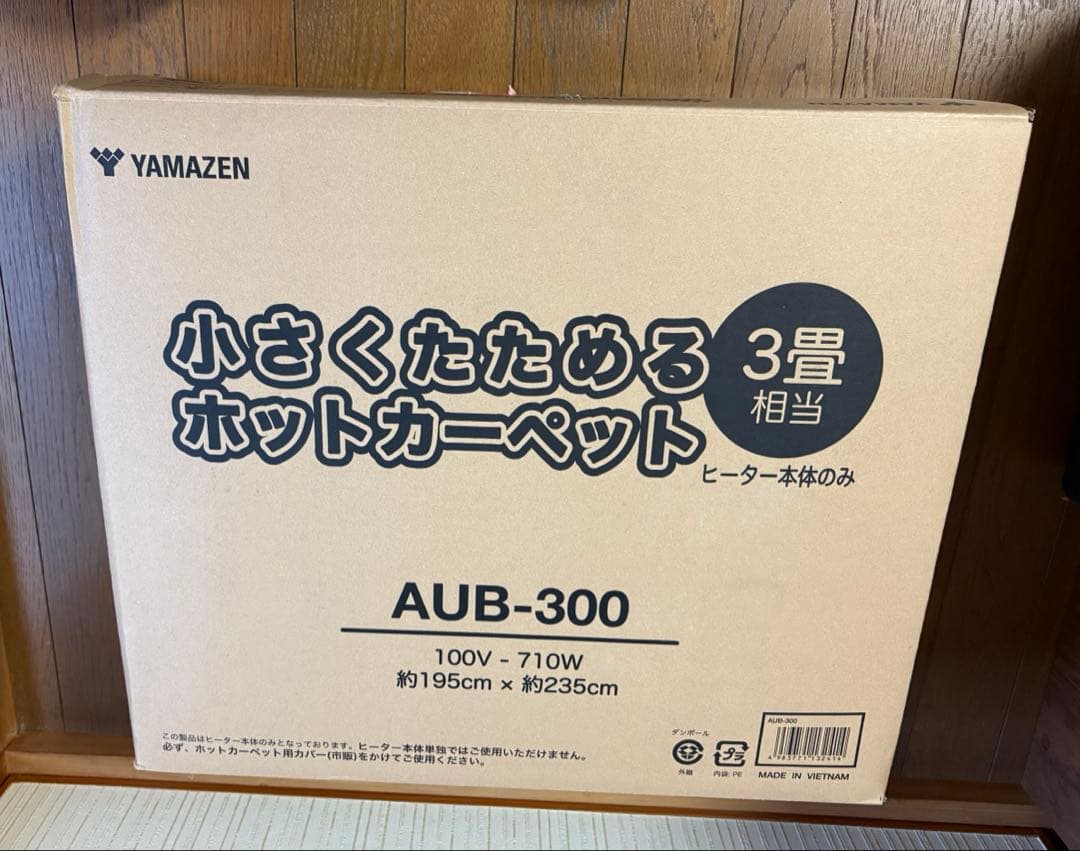 YAMAZEN
YAMAZEN
小さくたためる
ホットカーペット
3畳
相当
ヒーター本体のみ
AUB-300
100V - 710W
約195cm × 約235cm
この製品はヒーター本体のみとなっております。ヒーター本体単独ではご使用いただけません。
必ず、ホットカーペット用カバー(市販)をかけてご使用ください。
ダンボール
外箱
プラ
内袋: PE
AUB-300
4 983771 132414
MADE IN VIETNAM